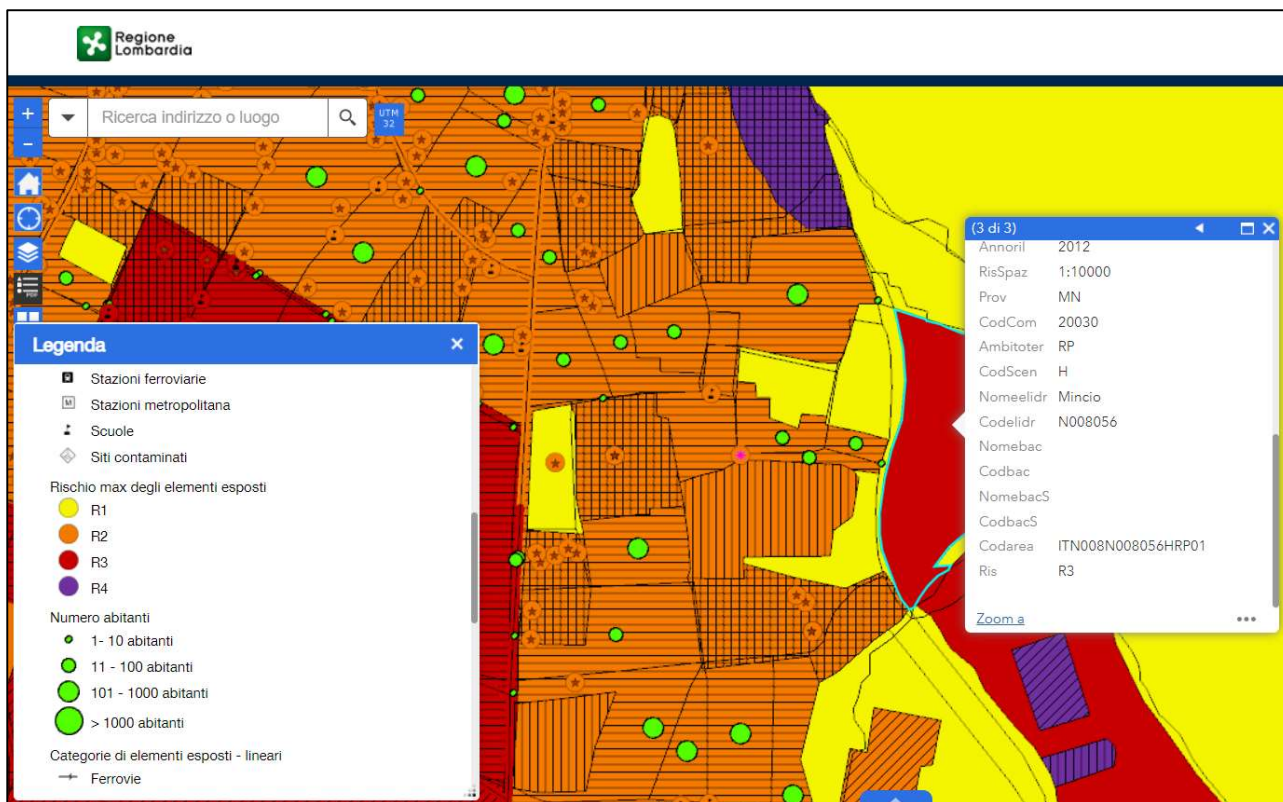 Regione
Lombardia
+
Ricerca indirizzo o luogo
UTM
32
−
PDF
Legenda ×
Stazioni ferroviarie
M Stazioni metropolitana
Scuole
Siti contaminati
Rischio max degli elementi esposti
R1
R2
R3
R4
Numero abitanti
1- 10 abitanti
11 - 100 abitanti
101 - 1000 abitanti
> 1000 abitanti
Categorie di elementi esposti - lineari
Ferrovie
(3 di 3)
Annoril 2012
RisSpaz 1:10000
Prov MN
CodCom 20030
Ambitoter RP
CodScen H
Nomeelidr Mincio
Codelidr N008056
Nomebac
Codbac
NomebacS
CodbacS
Codarea ITN008N008056HRP01
Ris R3
Zoom a •••